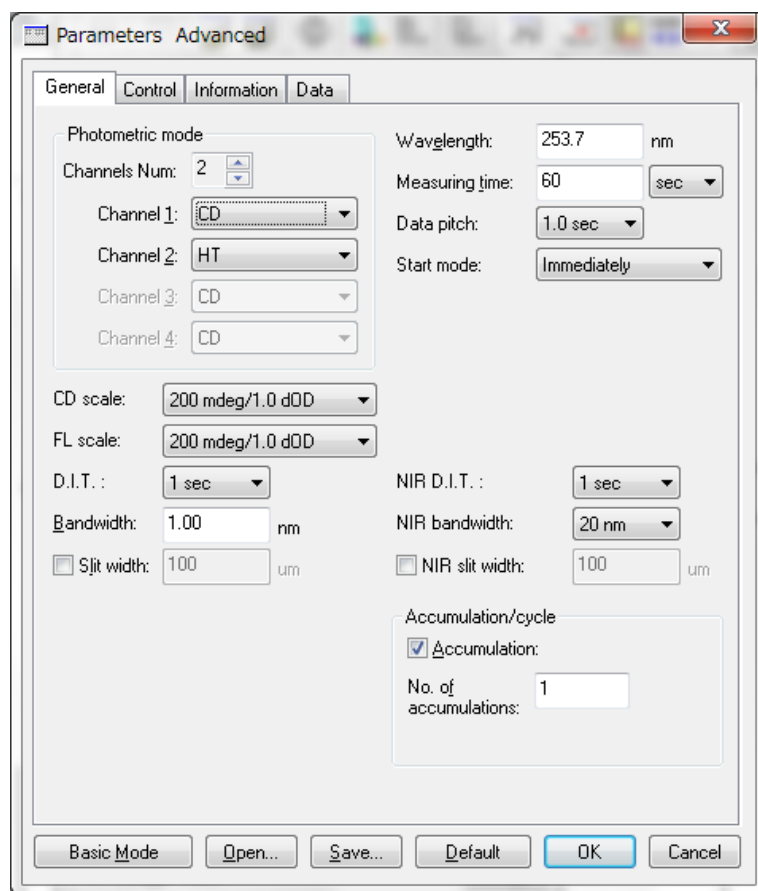 Parameters Advanced
General Control Information Data
Photometric mode
Channels Num: 2
Channel 1: CD
Channel 2: HT
Channel 3: CD
Channel 4: CD
Wavelength: 253.7 nm
Measuring time: 60 sec
Data pitch: 1.0 sec
Start mode: Immediately
CD scale: 200 mdeg/1.0 dOD
FL scale: 200 mdeg/1.0 dOD
D.I.T. : 1 sec
Bandwidth: 1.00 nm
Slit width: 100 um
NIR D.I.T. : 1 sec
NIR bandwidth: 20 nm
NIR slit width: 100 um
Accumulation/cycle
Accumulation:
No. of
accumulations: 1
Basic Mode Open... Save... Default OK Cancel